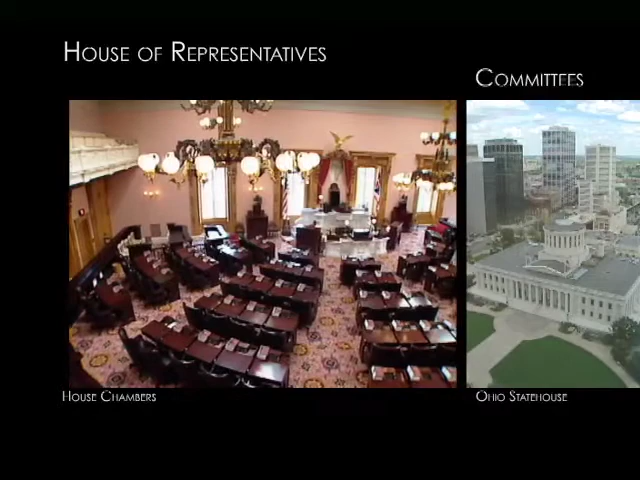 House of Representatives
Committees
House Chambers
Ohio Statehouse